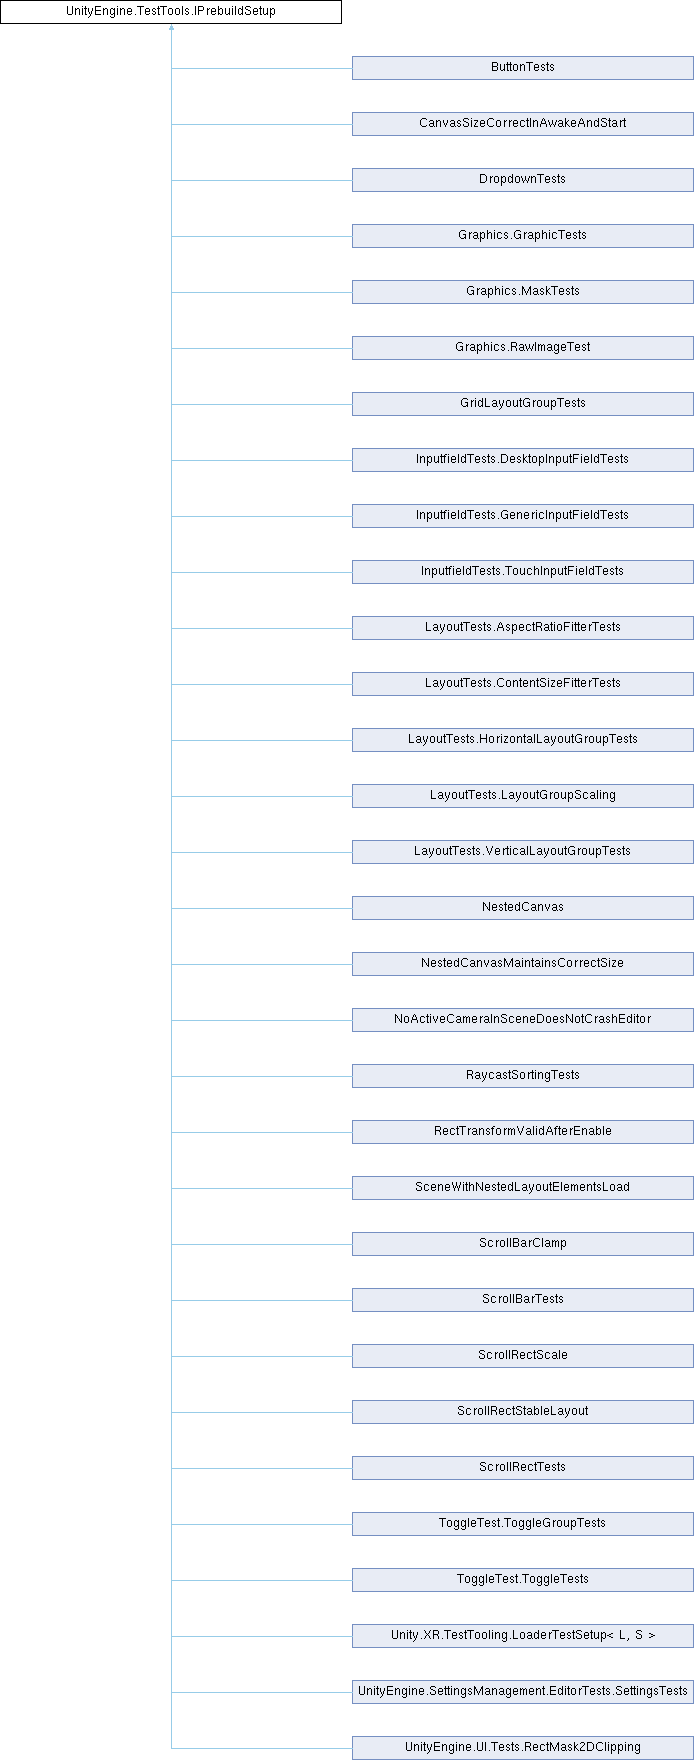 UnityEngine.TestTools.IPrebuildSetup
ButtonTests
CanvasSizeCorrectInAwakeAndStart
DropdownTests
Graphics.GraphicTests
Graphics.MaskTests
Graphics.RawImageTest
GridLayoutGroupTests
InputfieldTests.DesktopInputFieldTests
InputfieldTests.GenericInputFieldTests
InputfieldTests.TouchInputFieldTests
LayoutTests.AspectRatioFitterTests
LayoutTests.ContentSizeFitterTests
LayoutTests.HorizontalLayoutGroupTests
LayoutTests.LayoutGroupScaling
LayoutTests.VerticalLayoutGroupTests
NestedCanvas
NestedCanvasMaintainsCorrectSize
NoActiveCameraInSceneDoesNotCrashEditor
RaycastSortingTests
RectTransformValidAfterEnable
SceneWithNestedLayoutElementsLoad
ScrollBarClamp
ScrollBarTests
ScrollRectScale
ScrollRectStableLayout
ScrollRectTests
ToggleTest.ToggleGroupTests
ToggleTest.ToggleTests
Unity.XR.TestTooling.LoaderTestSetup< L, S >
UnityEngine.SettingsManagement.EditorTests.SettingsTests
UnityEngine.UI.Tests.RectMask2DClipping